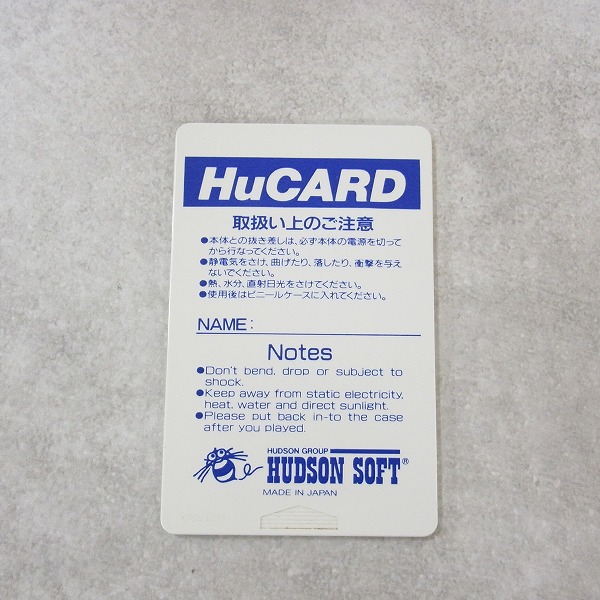 HuCARD
取扱い上のご注意
●本体との抜き差しは、必ず本体の電源を切って
から行なってください。
●静電気をさけ、曲げたり、落したり、衝撃を与え
ないでください。
●熱、水分、直射日光をさけてください。
●使用後はビニールケースに入れてください。
NAME:
Notes
●Don't bend, drop or subject to
shock.
●Keep away from static electricity,
heat, water and direct sunlight.
●Please put back in-to the case
after you played.
HUDSON GROUP
HUDSON SOFT®
MADE IN JAPAN